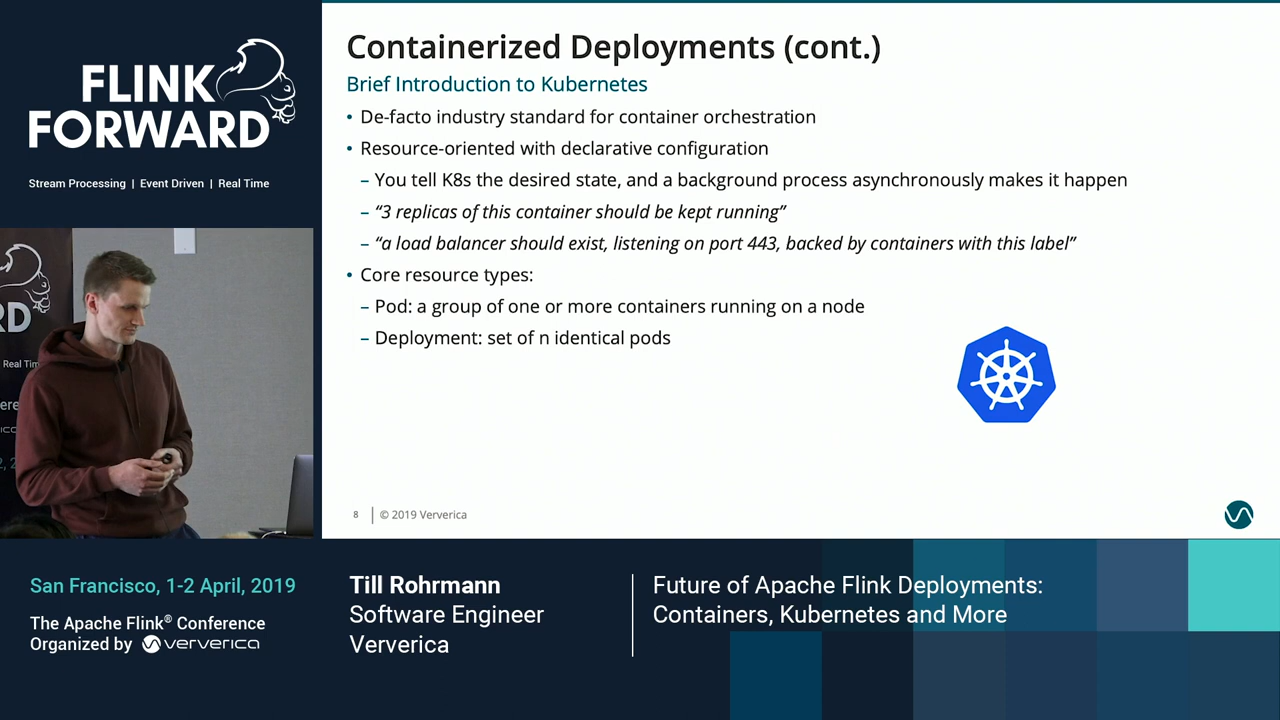 FLINK
FORWARD
Stream Processing | Event Driven | Real Time
Containerized Deployments (cont.)
Brief Introduction to Kubernetes
• De-facto industry standard for container orchestration
• Resource-oriented with declarative configuration
– You tell K8s the desired state, and a background process asynchronously makes it happen
– “3 replicas of this container should be kept running”
– “a load balancer should exist, listening on port 443, backed by containers with this label”
• Core resource types:
– Pod: a group of one or more containers running on a node
– Deployment: set of n identical pods
8 | © 2019 Ververica
RD
Real Tim
San Francisco, 1-2 April, 2019
The Apache Flink® Conference
Organized by ververica
Till Rohrmann
Software Engineer
Ververica
Future of Apache Flink Deployments:
Containers, Kubernetes and More